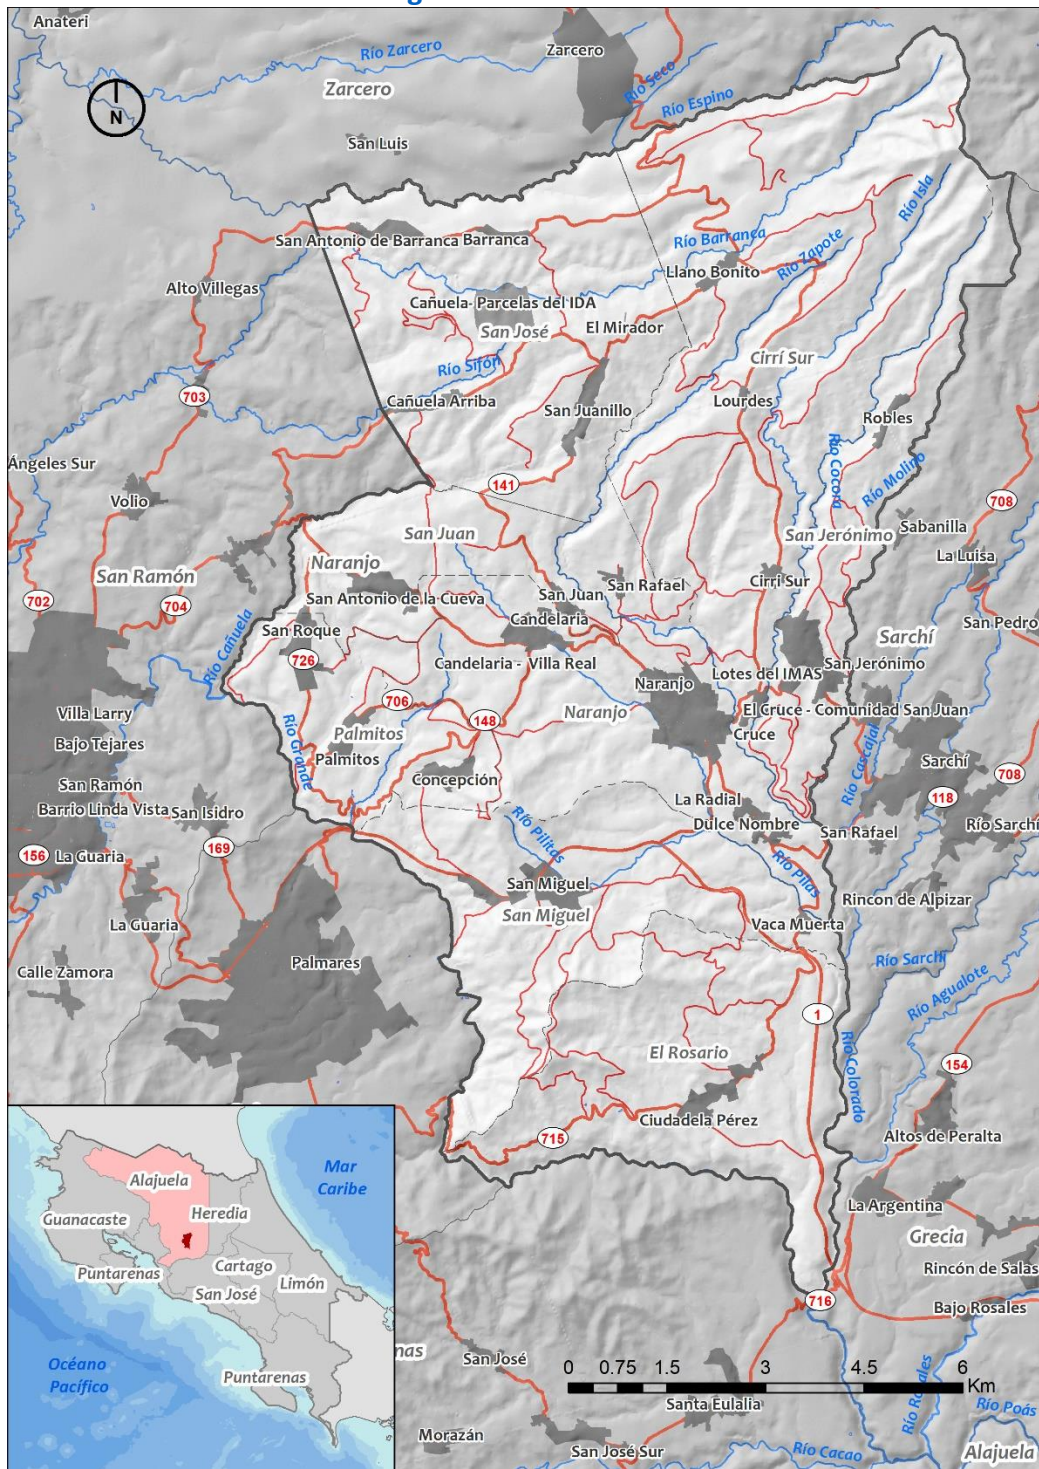 Anateri
Río Zarcero
Zarcero
Zarcero
Río Seco
Río Espino
N
San Luis
Río Isla
San Antonio de Barranca
Barranca
Río Barranca
Río Zapote
Llano Bonito
Alto Villegas
Cañuela- Parcelas del IDA
San José
El Mirador
Cirrí Sur
Río Sifón
703
Cañuela Arriba
San Juanillo
Lourdes
Robles
Ángeles Sur
Río Cocora
Río Molino
Volio
141
708
Sabanilla
San Juan
San Jerónimo
La Luisa
Naranjo
San Ramón
San Rafael
Cirri Sur
702
704
San Antonio de la Cueva
San Juan
Candelaria
San Pedro
San Roque
Sarchí
726
Río Cañuela
Candelaria - Villa Real
Lotes del IMAS
San Jerónimo
Naranjo
Villa Larry
706
148
Naranjo
El Cruce - Comunidad San Juan
Cruce
Palmitos
Río Grande
Bajo Tejares
Palmitos
Río Cascajal
Sarchí
708
Concepción
San Ramón
Barrio Linda Vista
San Isidro
La Radial
118
Dulce Nombre
San Rafael
Río Sarchí
Río Pilitas
156
La Guaria
169
Río Pilas
San Miguel
San Miguel
Rincon de Alpizar
La Guaria
Vaca Muerta
Palmares
Calle Zamora
Río Sarchí
Río Agualote
1
El Rosario
Río Colorado
154
Ciudadela Pérez
715
Altos de Peralta
La Argentina
Grecia
Rincón de Salas
716
Bajo Rosales
Mar
Caribe
Alajuela
Heredia
Guanacaste
Cartago
Puntarenas
Limón
San José
Océano
Pacífico
Puntarenas
nas
San José
0 0.75 1.5 3 4.5 6
Km
Santa Eulalia
Río Rosales
Río Poás
Morazán
San José Sur
Río Cacao
Alajuela